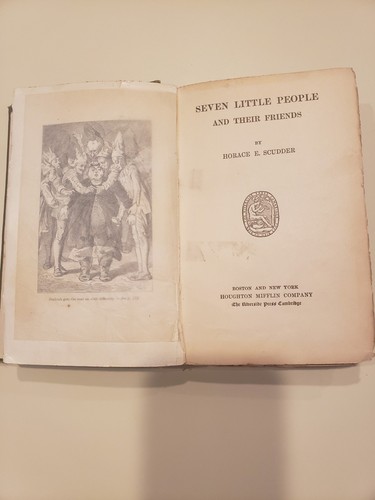 SEVEN LITTLE PEOPLE
AND THEIR FRIENDS
BY
HORACE E. SCUDDER
BOSTON AND NEW YORK
HOUGHTON MIFFLIN COMPANY
The Riverside Press Cambridge